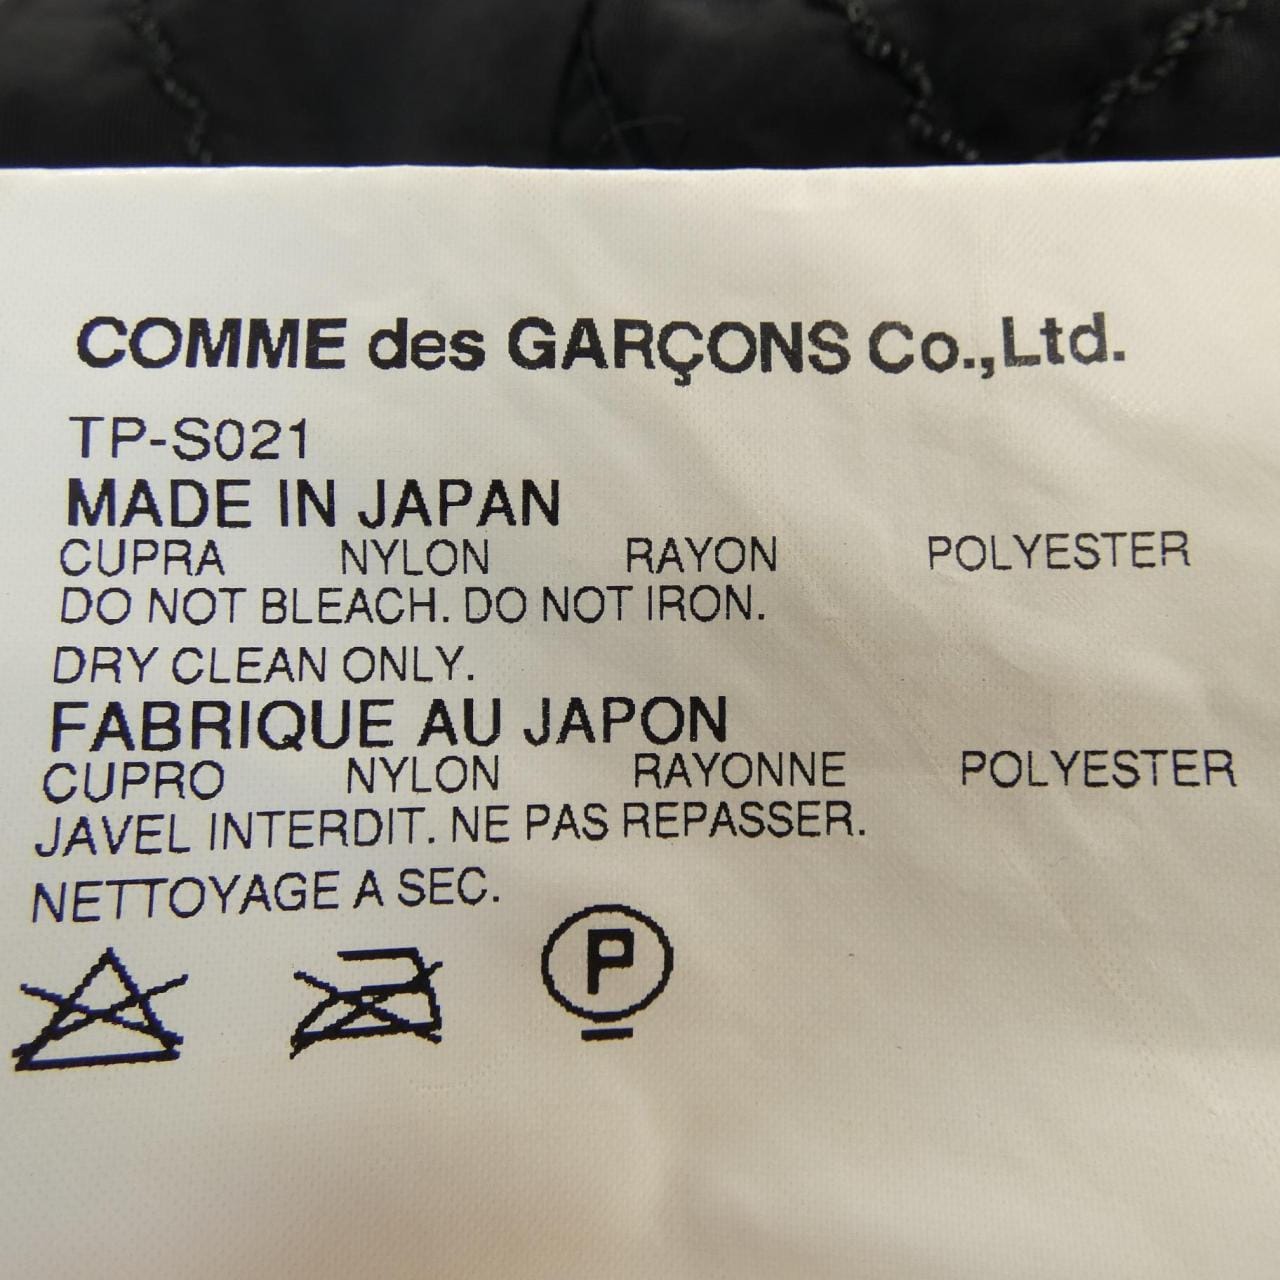 COMME des GARÇONS Co.,Ltd.
TP-S021
MADE IN JAPAN
CUPRA NYLON RAYON POLYESTER
DO NOT BLEACH. DO NOT IRON.
DRY CLEAN ONLY.
FABRIQUE AU JAPON
CUPRO NYLON RAYONNE POLYESTER
JAVEL INTERDIT. NE PAS REPASSER.
NETTOYAGE A SEC.
P